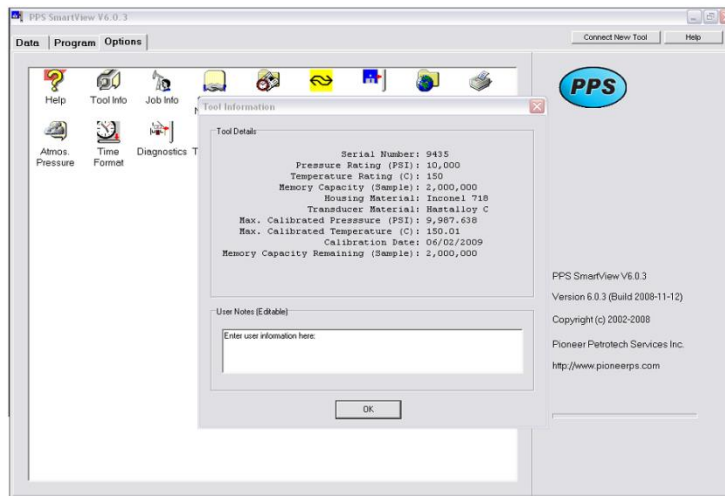 PPS SmartView V6.0.3
Connect New Tool Help
Data Program Options
Help Tool Info Job Info
PPS
Atmos. Pressure Time Format Diagnostics T
Tool Information
Tool Details
Serial Number: 9435
Pressure Rating (PSI): 10,000
Temperature Rating (C): 150
Memory Capacity (Sample): 2,000,000
Housing Material: Inconel 718
Transducer Material: Hastalloy C
Max. Calibrated Presssure (PSI): 9,987.638
Max. Calibrated Temperature (C): 150.01
Calibration Date: 06/02/2009
Memory Capacity Remaining (Sample): 2,000,000
User Notes (Editable)
Enter user information here:
OK
PPS SmartView V6.0.3
Version 6.0.3 (Build 2008-11-12)
Copyright (c) 2002-2008
Pioneer Petrotech Services Inc.
http://www.pioneerps.com